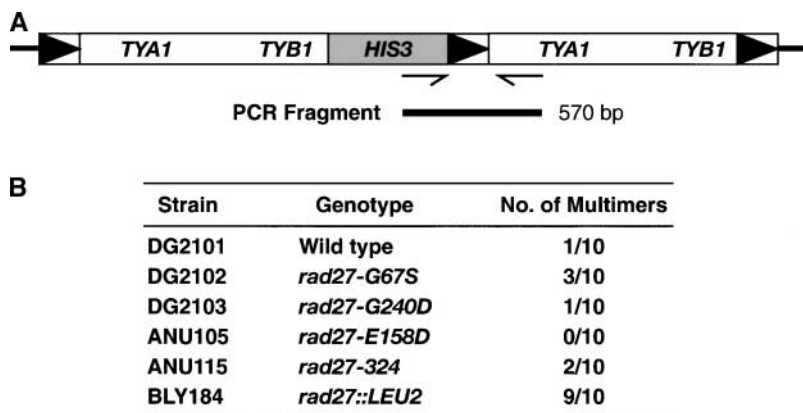 A
TYA1 TYB1 HIS3 TYA1 TYB1
PCR Fragment 570 bp
B
Strain Genotype No. of Multimers
DG2101 Wild type 1/10
DG2102 rad27-G67S 3/10
DG2103 rad27-G240D 1/10
ANU105 rad27-E158D 0/10
ANU115 rad27-324 2/10
BLY184 rad27::LEU2 9/10